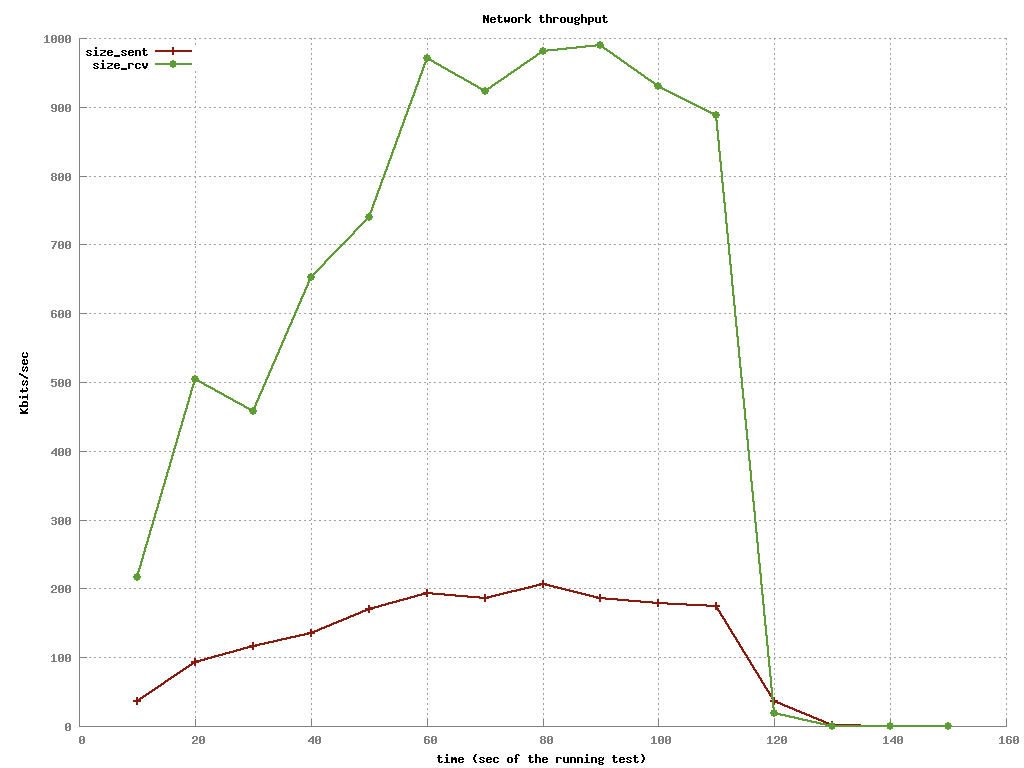 Network throughput
size_sent
size_rcv
1000
900
800
700
600
500
400
300
200
100
0
Kbits/sec
0 20 40 60 80 100 120 140 160
time (sec of the running test)